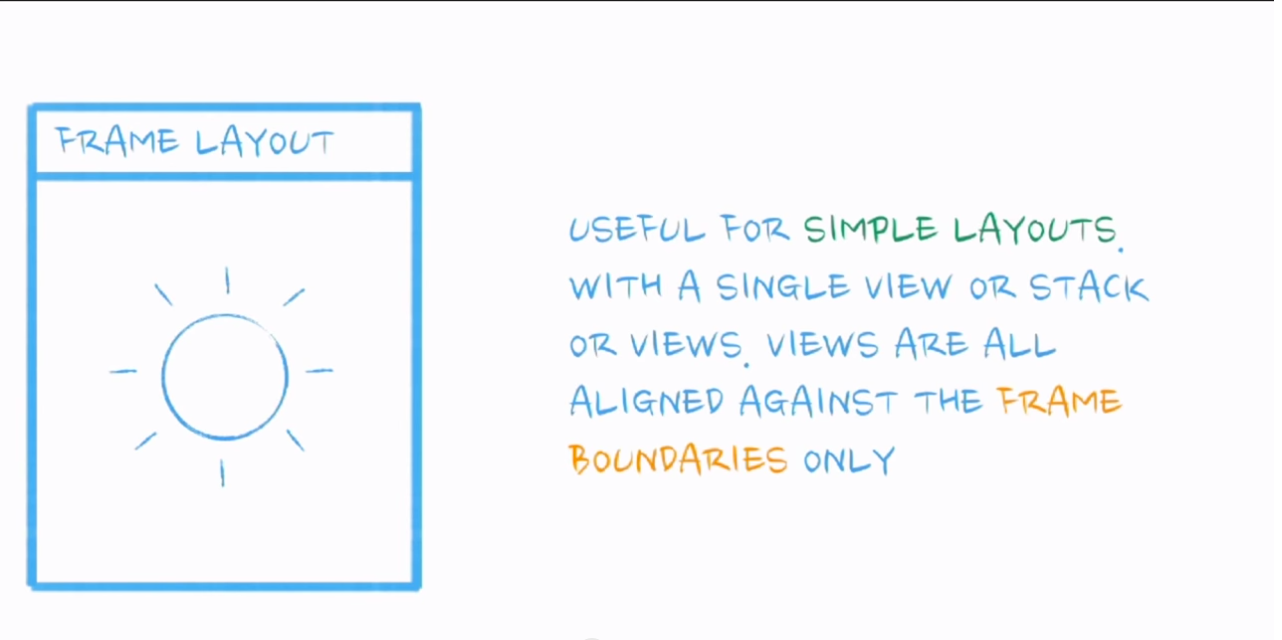 FRAME LAYOUT
USEFUL FOR SIMPLE LAYOUTS.
WITH A SINGLE VIEW OR STACK
OR VIEWS. VIEWS ARE ALL
ALIGNED AGAINST THE FRAME
BOUNDARIES ONLY